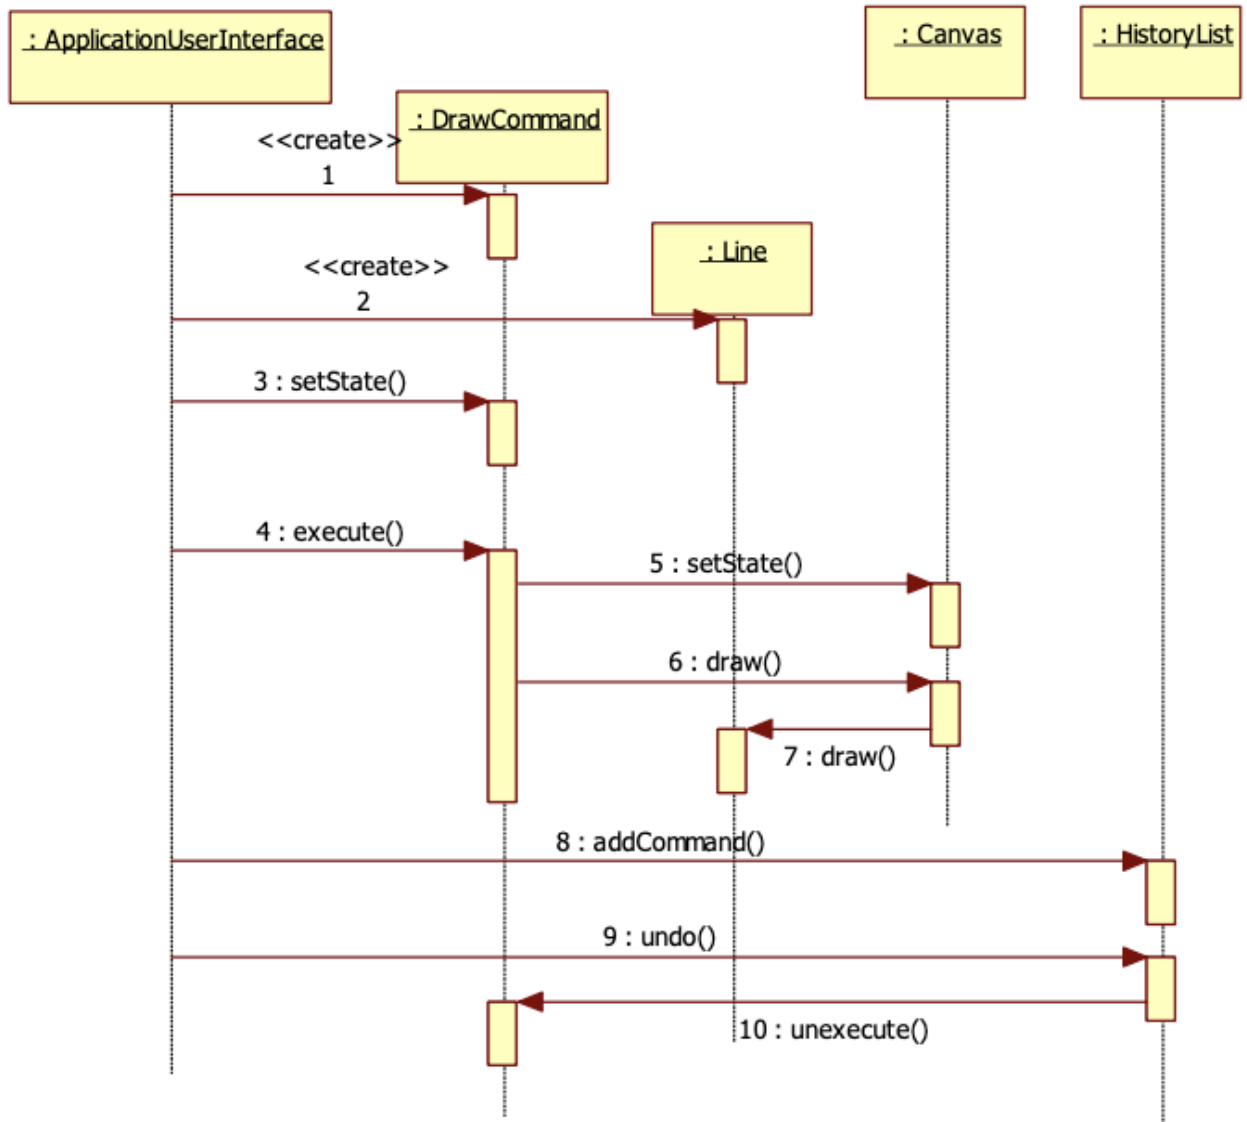 : ApplicationUserInterface
: Canvas
: HistoryList
: DrawCommand
<<create>>
1
: Line
<<create>>
2
3 : setState()
4 : execute()
5 : setState()
6 : draw()
7 : draw()
8 : addCommand()
9 : undo()
10 : unexecute()